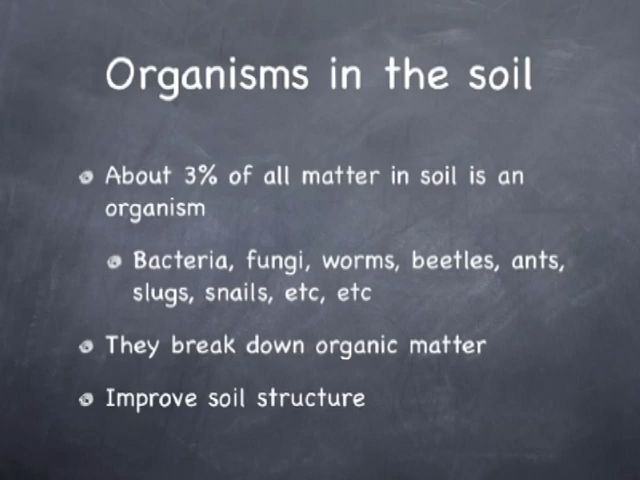 Organisms in the soil
About 3% of all matter in soil is an
organism
Bacteria, fungi, worms, beetles, ants,
slugs, snails, etc, etc
They break down organic matter
Improve soil structure